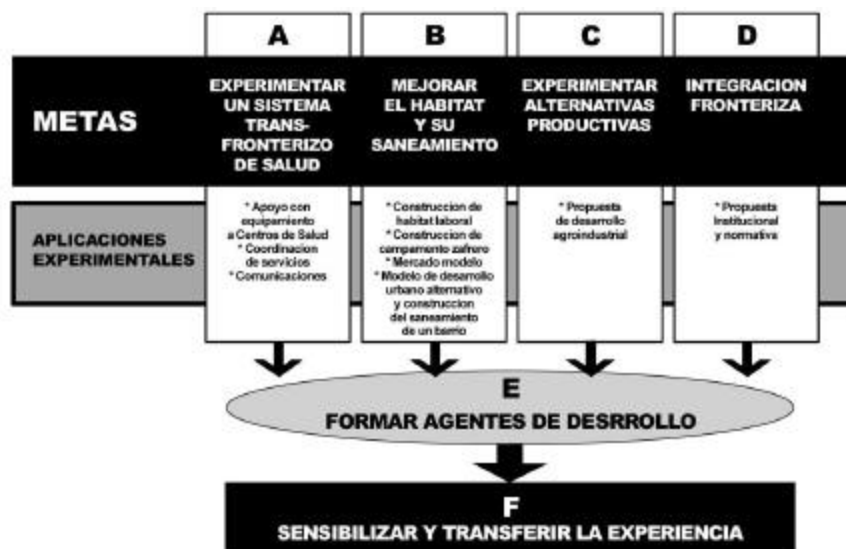 A
B
C
D
METAS
EXPERIMENTAR
UN SISTEMA
TRANS-
FRONTERIZO
DE SALUD
MEJORAR
EL HABITAT
Y SU
SANEAMIENTO
EXPERIMENTAR
ALTERNATIVAS
PRODUCTIVAS
INTEGRACION
FRONTERIZA
APLICACIONES
EXPERIMENTALES
* Apoyo con
equipamiento
a Centros de Salud
* Coordinacion
de servicios
* Comunicaciones
* Construccion de
habitat laboral
* Construccion de
campamento zafrero
* Mercado modelo
* Modelo de desarrollo
urbano alternativo
y construccion
del saneamiento
de un barrio
* Propuesta
de desarrollo
agroindustrial
* Propuesta
Institucional
y normativa
E
FORMAR AGENTES DE DESRROLLO
F
SENSIBILIZAR Y TRANSFERIR LA EXPERIENCIA